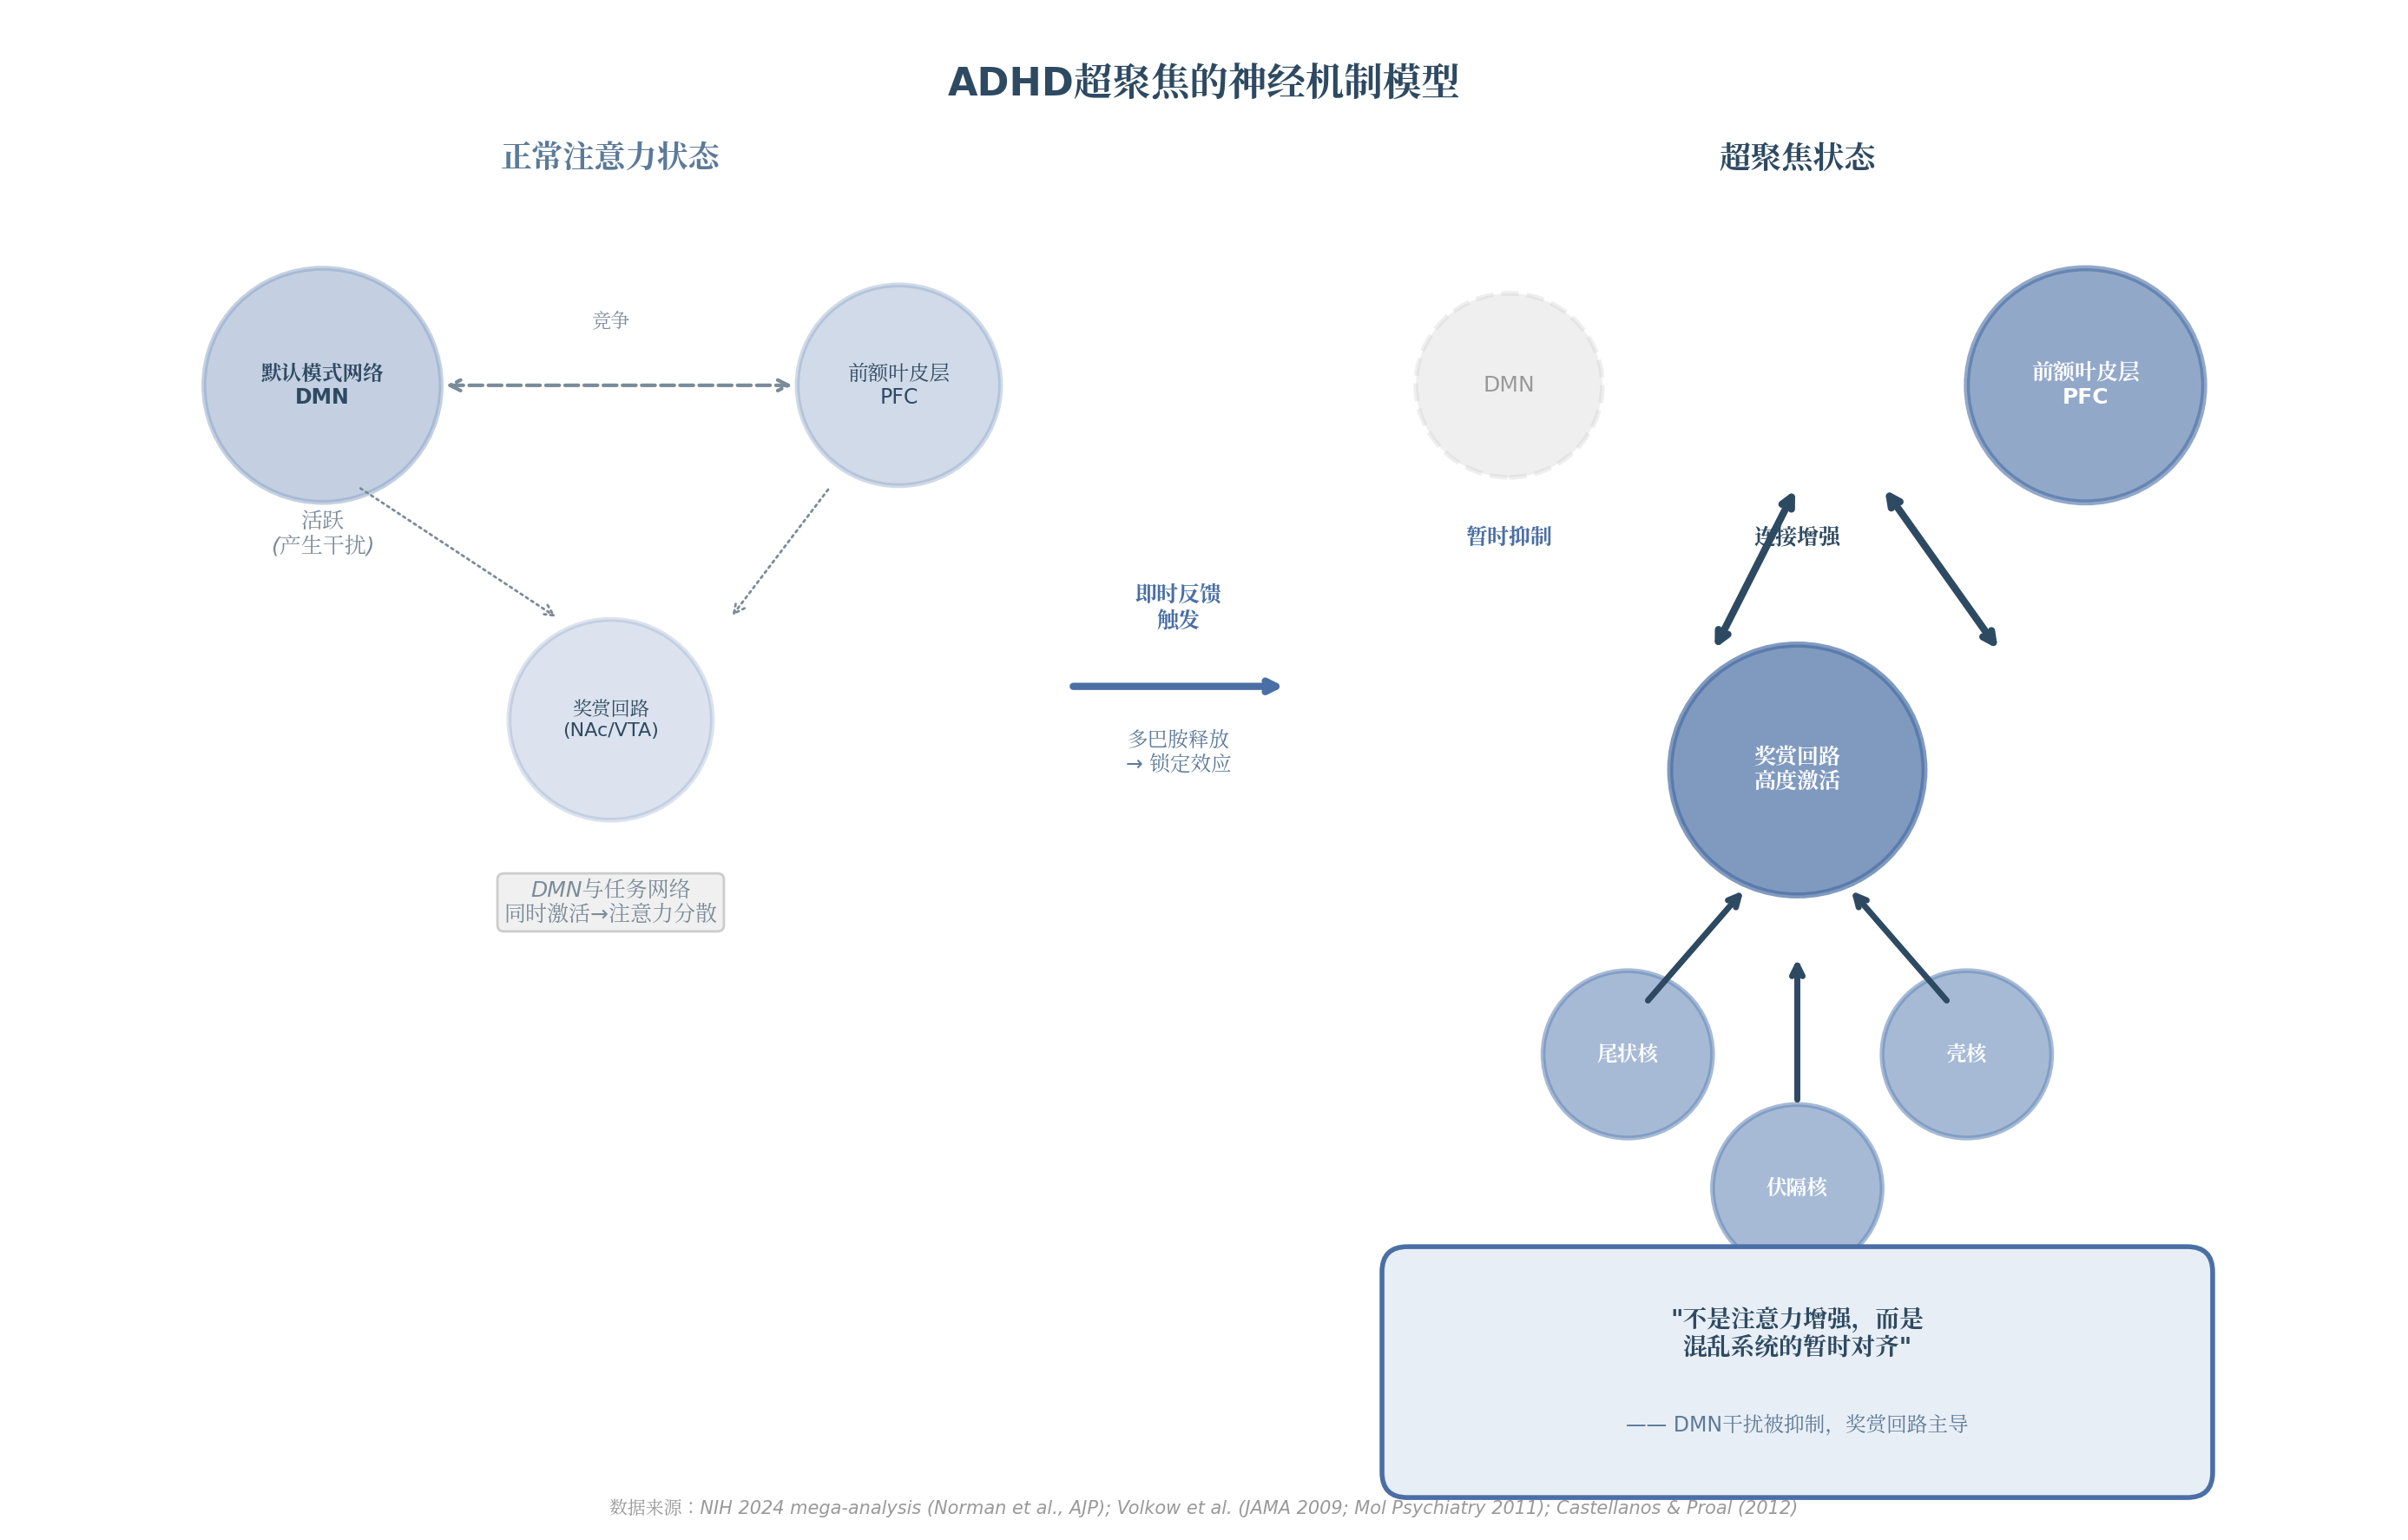 ADHD超聚焦的神经机制模型
正常注意力状态
默认模式网络
DMN
竞争
前额叶皮层
PFC
活跃
(产生干扰)
奖赏回路
(NAc/VTA)
DMN与任务网络
同时激活→注意力分散
即时反馈
触发
多巴胺释放
→ 锁定效应
超聚焦状态
DMN
暂时抑制
前额叶皮层
PFC
连接增强
奖赏回路
高度激活
尾状核
壳核
伏隔核
"不是注意力增强，而是
混乱系统的暂时对齐"
—— DMN干扰被抑制，奖赏回路主导
数据来源：NIH 2024 mega-analysis (Norman et al., AJP); Volkow et al. (JAMA 2009; Mol Psychiatry 2011); Castellanos & Proal (2012)